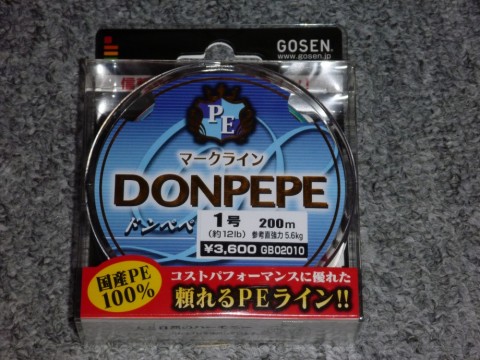 GOSEN
www.gosen.jp
PE
マークライン
DONPEPE
ドンペペ
1号 200m
(約12lb) 参考直強力 5.6kg
¥3,600 GB02010
国産PE
100%
コストパフォーマンスに優れた
頼れるPEライン!!